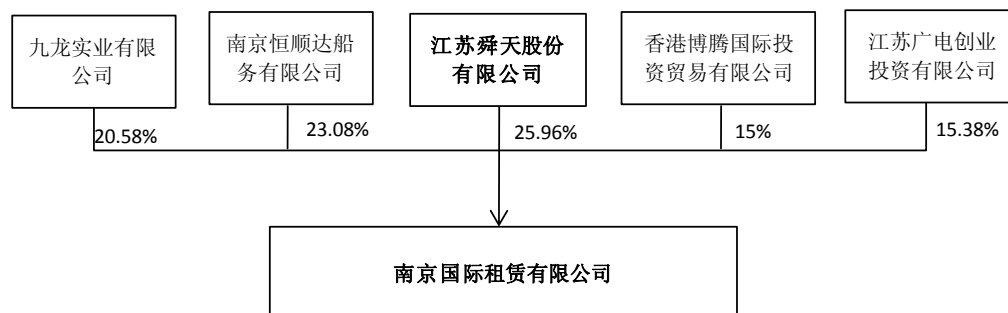 九龙实业有限
公司
南京恒顺达船
务有限公司
江苏舜天股份
有限公司
香港博腾国际投
资贸易有限公司
江苏广电创业
投资有限公司
20.58%
23.08%
25.96%
15%
15.38%
南京国际租赁有限公司